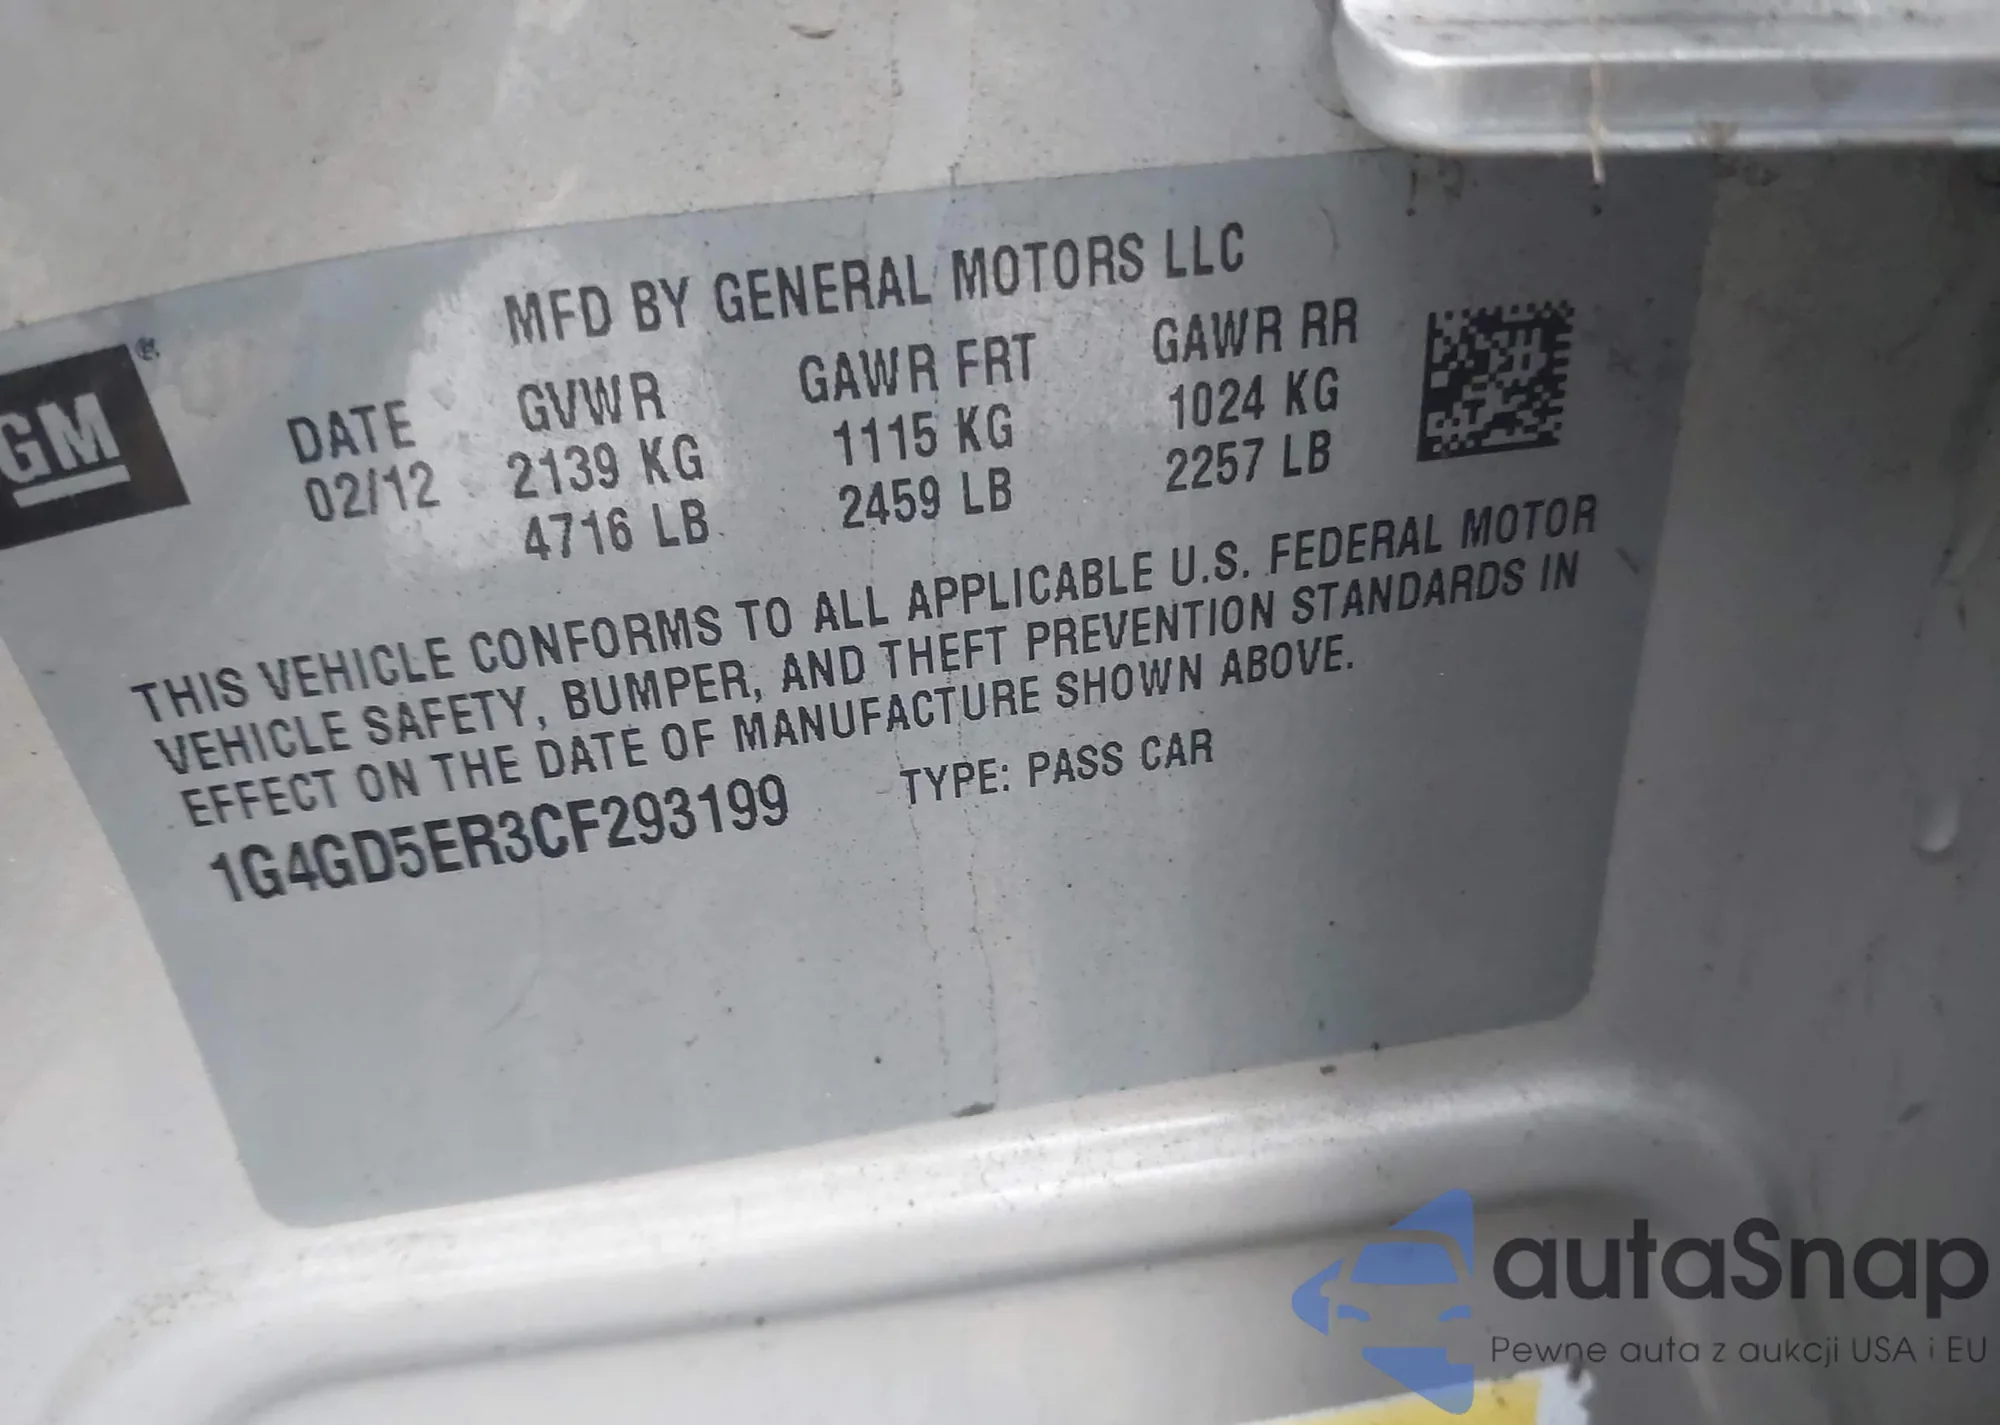 MFD BY GENERAL MOTORS LLC
GM®
DATE GVWR GAWR FRT GAWR RR
02/12 2139 KG 1115 KG 1024 KG
4716 LB 2459 LB 2257 LB
THIS VEHICLE CONFORMS TO ALL APPLICABLE U.S. FEDERAL MOTOR
VEHICLE SAFETY, BUMPER, AND THEFT PREVENTION STANDARDS IN
EFFECT ON THE DATE OF MANUFACTURE SHOWN ABOVE.
1G4GD5ER3CF293199 TYPE: PASS CAR
autaSnap
Pewne auta z aukcji USA i EU